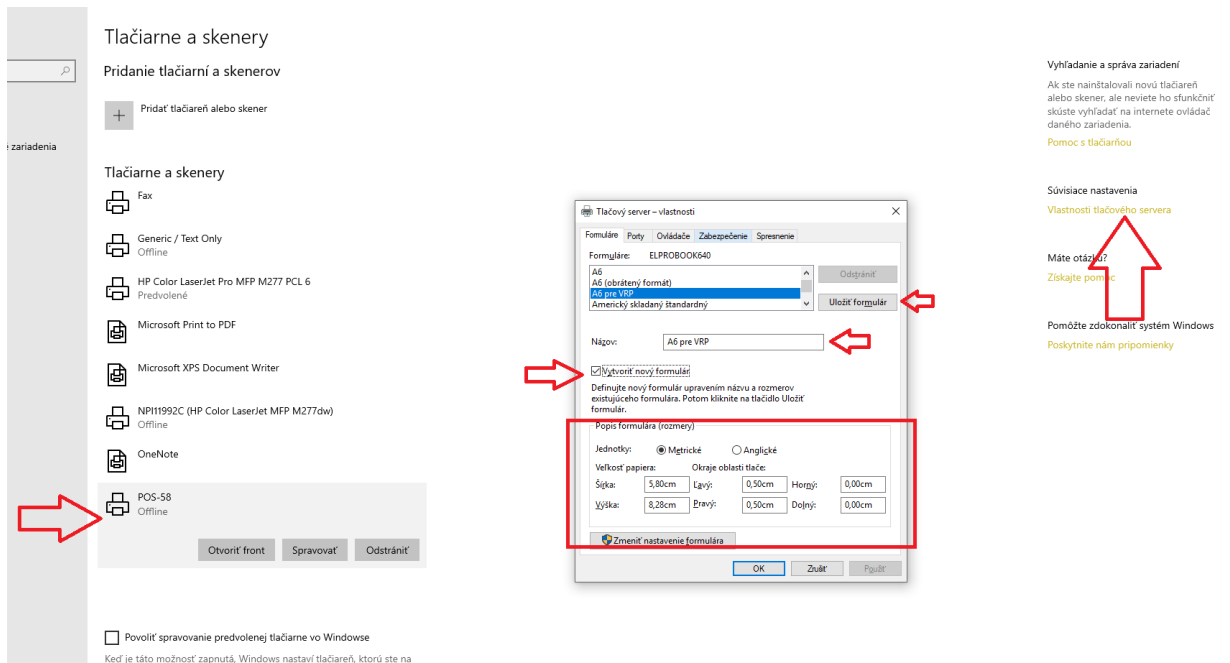 Tlačiarne a skenery
Pridanie tlačiarní a skenerov
Pridať tlačiareň alebo skener
zariadenia
Tlačiarne a skenery
Fax
Generic / Text Only
Offline
HP Color LaserJet Pro MFP M277 PCL 6
Predvolené
Microsoft Print to PDF
Microsoft XPS Document Writer
NPI11992C (HP Color LaserJet MFP M277dw)
Offline
OneNote
POS-58
Offline
Otvoriť front Spravovať Odstrániť
Povoliť spravovanie predvolenej tlačiarne vo Windowse
Keď je táto možnosť zapnutá, Windows nastaví tlačiareň, ktorú ste na
Tlačový server – vlastnosti
Formuláre Porty Ovládače Zabezpečenie Spresnenie
Formuláre: ELPROBOOK640
A6
A6 (obrátený formát)
A6 pre VRP
Americký skladaný štandardný
Odstrániť
Uložiť formulár
Názov: A6 pre VRP
Vytvoriť nový formulár
Definujte nový formulár upravením názvu a rozmerov
existujúceho formulára. Potom kliknite na tlačidlo Uložiť
formulár.
Popis formulára (rozmery)
Jednotky: Metrické Anglické
Veľkosť papiera: Okraje oblasti tlače:
Šírka: 5,80cm Ľavý: 0,50cm Horný: 0,00cm
Výška: 8,28cm Pravý: 0,50cm Dolný: 0,00cm
Zmeniť nastavenie formulára
OK Zrušiť Použiť
Vyhľadanie a správa zariadení
Ak ste nainštalovali novú tlačiareň
alebo skener, ale neviete ho sfunkčniť
skúste vyhľadať na internete ovládač
daného zariadenia.
Pomoc s tlačiarňou
Súvisiace nastavenia
Vlastnosti tlačového servera
Máte otázku?
Získajte pomoc
Pomôžte zdokonaliť systém Windows
Poskytnite nám pripomienky